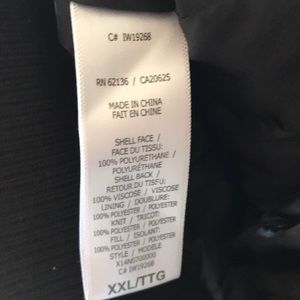 C# IW19268
RN 62136 / CA20625
MADE IN CHINA
FAIT EN CHINE
SHELL FACE /
FACE DU TISSU:
100% POLYURETHANE /
POLYURÉTHANE
SHELL BACK /
RETOUR DU TISSU:
100% VISCOSE / VISCOSE
LINING / DOUBLURE:
100% POLYESTER / POLYESTER
KNIT / TRICOT:
100% POLYESTER / POLYESTER
FILL / ISOLANT:
100% POLYESTER / POLYESTER
STYLE / MODELE
X14N0700000
C# IW19268
XXL/TTG